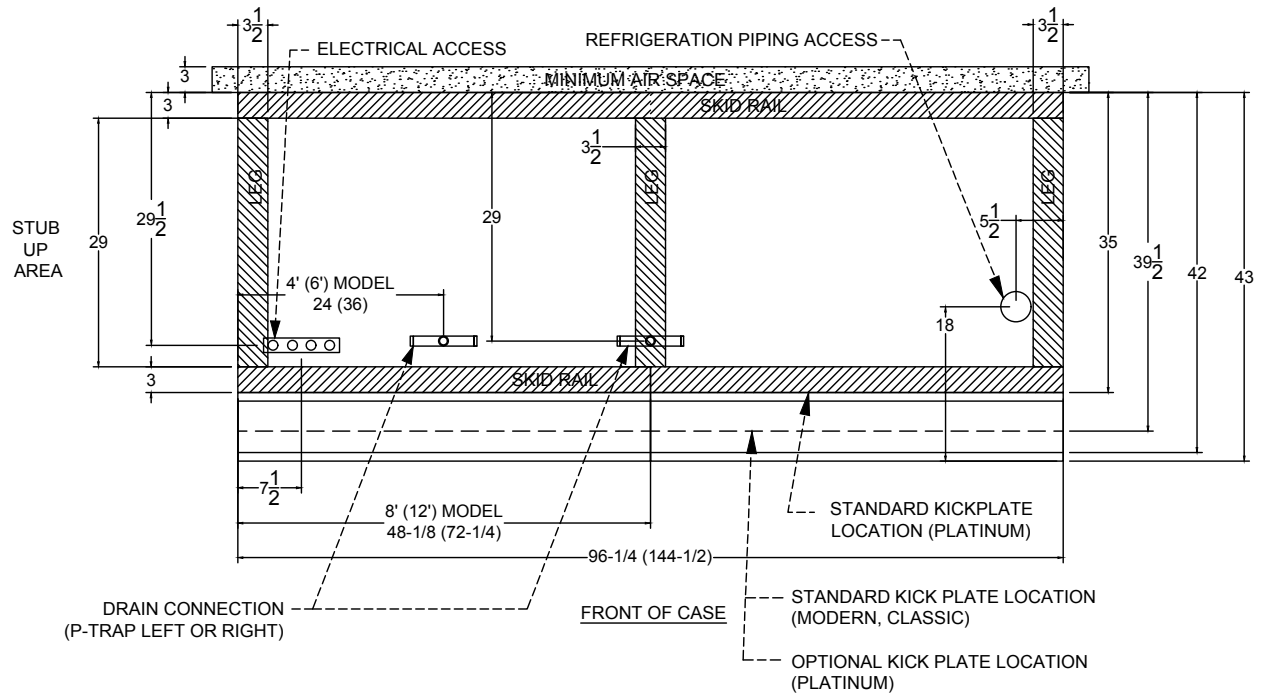 3 1/2
3 1/2
ELECTRICAL ACCESS
REFRIGERATION PIPING ACCESS
3
MINIMUM AIR SPACE
3
SKID RAIL
3 1/2
LEG
LEG
LEG
STUB
UP
AREA
29
29 1/2
29
5 1/2
35
39 1/2
42
43
4' (6') MODEL
24 (36)
18
3
SKID RAIL
7 1/2
8' (12') MODEL
48-1/8 (72-1/4)
STANDARD KICKPLATE
LOCATION (PLATINUM)
96-1/4 (144-1/2)
DRAIN CONNECTION
(P-TRAP LEFT OR RIGHT)
FRONT OF CASE
STANDARD KICK PLATE LOCATION
(MODERN, CLASSIC)
OPTIONAL KICK PLATE LOCATION
(PLATINUM)